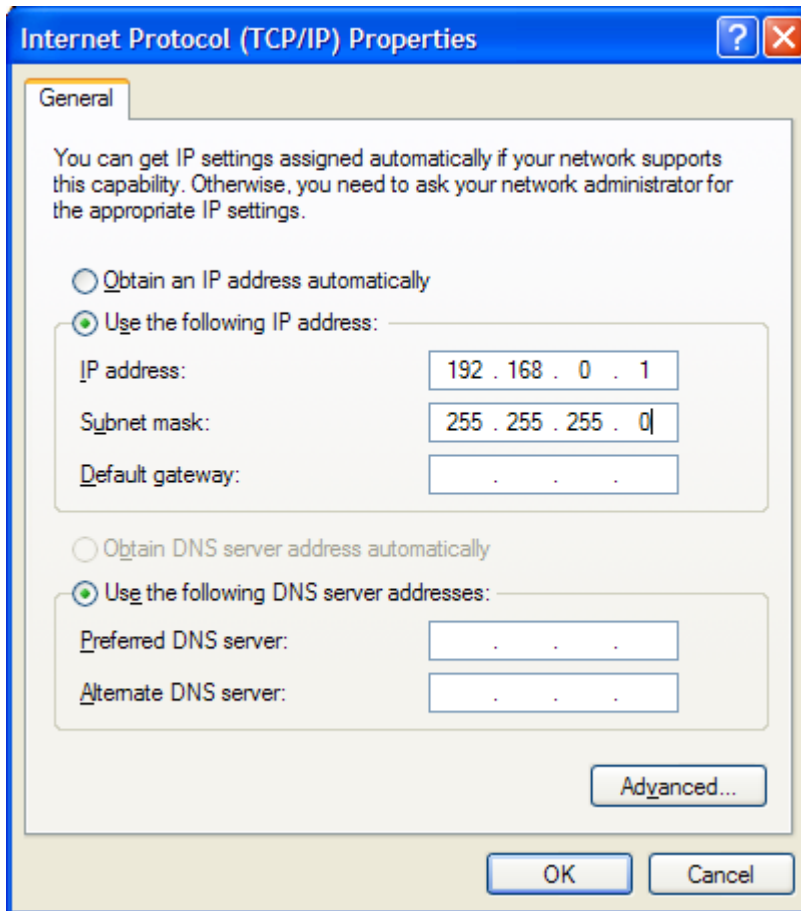 Internet Protocol (TCP/IP) Properties
General
You can get IP settings assigned automatically if your network supports
this capability. Otherwise, you need to ask your network administrator for
the appropriate IP settings.
Obtain an IP address automatically
Use the following IP address:
IP address: 192 . 168 . 0 . 1
Subnet mask: 255 . 255 . 255 . 0
Default gateway: . . .
Obtain DNS server address automatically
Use the following DNS server addresses:
Preferred DNS server: . . .
Alternate DNS server: . . .
Advanced...
OK Cancel